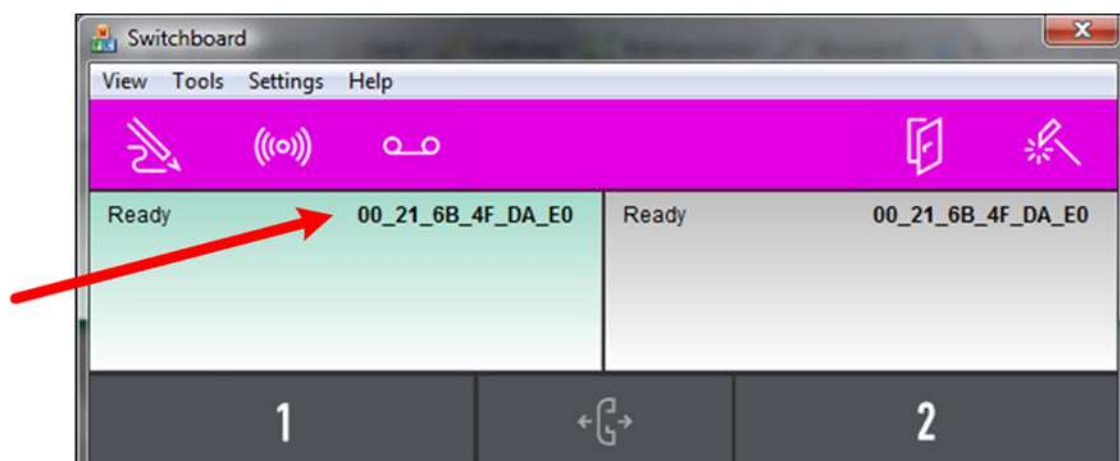 Switchboard
View Tools Settings Help
Ready 00_21_6B_4F_DA_E0 Ready 00_21_6B_4F_DA_E0
1 2